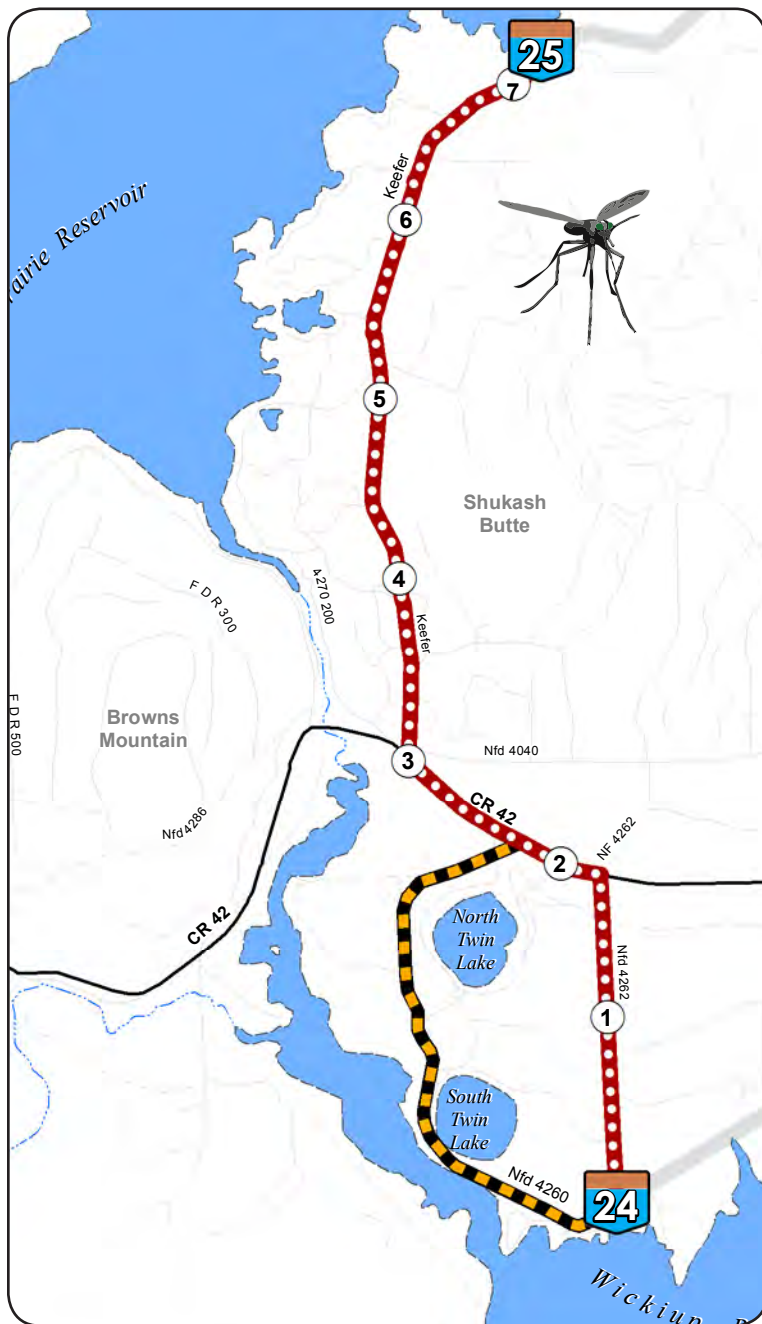 25
7
Keefer
6
airie Reservoir
5
Shukash
Butte
4
4270 200
F D R 300
Keefer
F D R 500
Browns
Mountain
3
Nfd 4040
CR 42
Nfd 4286
NF 4262
2
CR 42
North
Twin
Lake
Nfd 4262
1
South
Twin
Lake
Nfd 4260
24
Wickiup